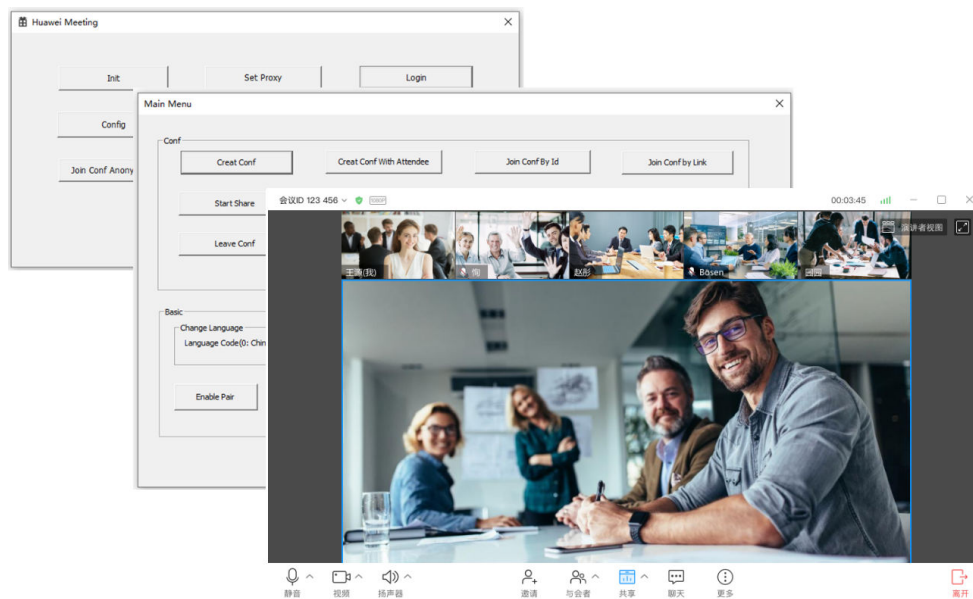 Huawei Meeting
Init
Set Proxy
Login
Config
Join Conf Anony
Main Menu
Conf
Creat Conf
Creat Conf With Attendee
Join Conf By Id
Join Conf by Link
Start Share
Leave Conf
Basic
Change Language
Language Code(0: Chin
Enable Pair
会议ID 123 456
1080P
00:03:45
演讲者视图
赵彤
Bosen
静音
视频
扬声器
邀请
与会者
共享
聊天
更多
离开